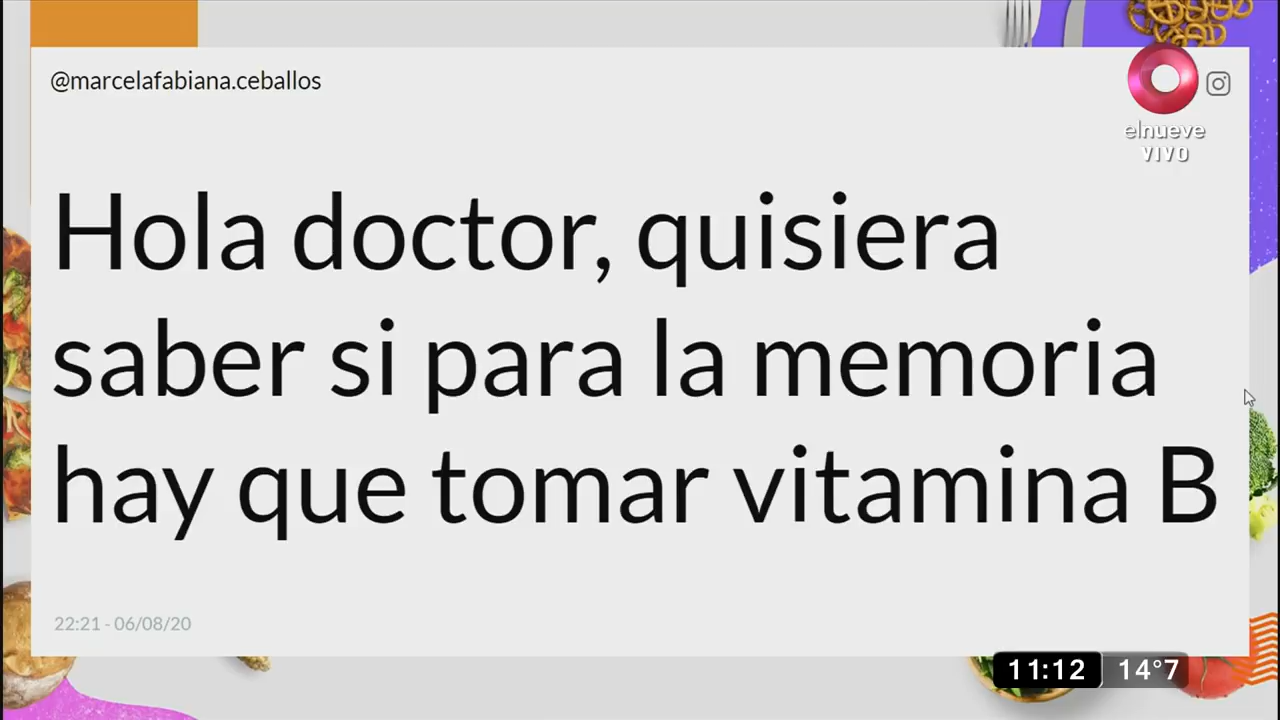 @marcelafabiana.ceballos
elnueve
VIVO
Hola doctor, quisiera
saber si para la memoria
hay que tomar vitamina B
22:21 - 06/08/20
11:12 14°7